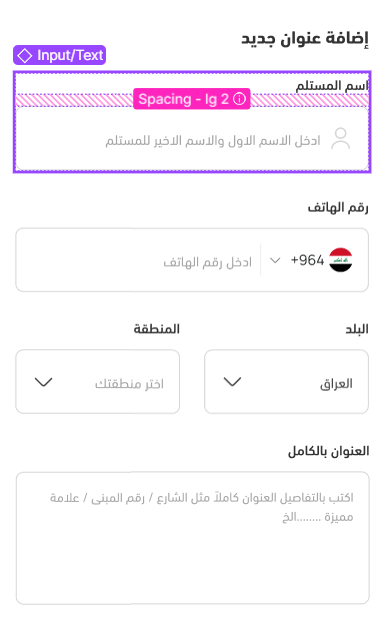 إضافة عنوان جديد
Input/Text
اسم المستلم
Spacing - lg 2
ادخل الاسم الاول والاسم الاخير للمستلم
رقم الهاتف
+964
ادخل رقم الهاتف
البلد
المنطقة
العراق
اختر منطقتك
العنوان بالكامل
اكتب بالتفاصيل العنوان كاملاً مثل الشارع / رقم المبنى / علامة
مميزة ........الخ